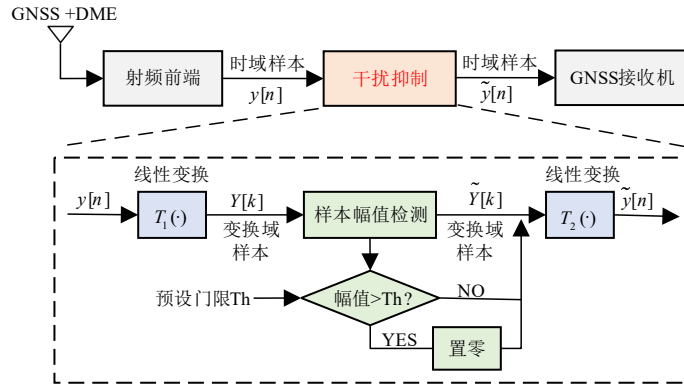 GNSS +DME
射频前端
时域样本
y[n]
干扰抑制
时域样本
ỹ[n]
GNSS接收机
y[n]
线性变换
T₁(·)
Y[k]
变换域
样本
样本幅值检测
Ỹ[k]
变换域
样本
线性变换
T₂(·)
ỹ[n]
预设门限Th
幅值>Th?
NO
YES
置零